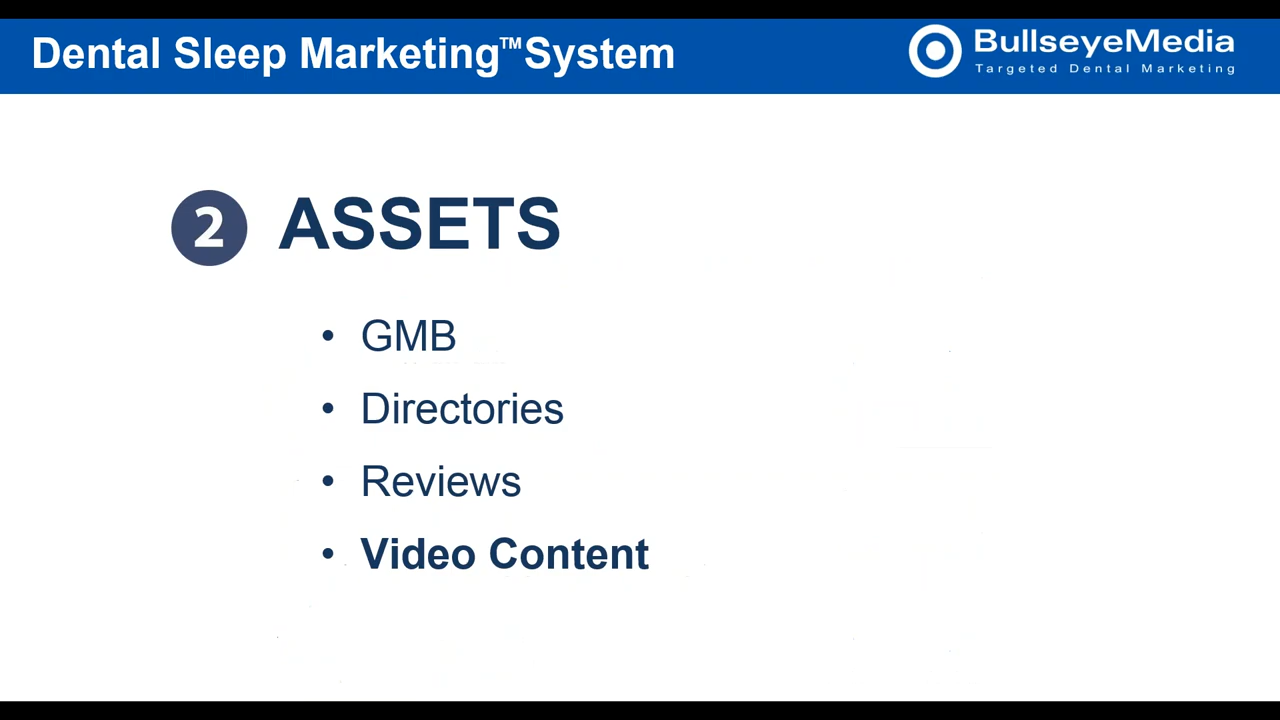 Dental Sleep Marketing™System
BullseyeMedia
Targeted Dental Marketing
2 ASSETS
• GMB
• Directories
• Reviews
• Video Content